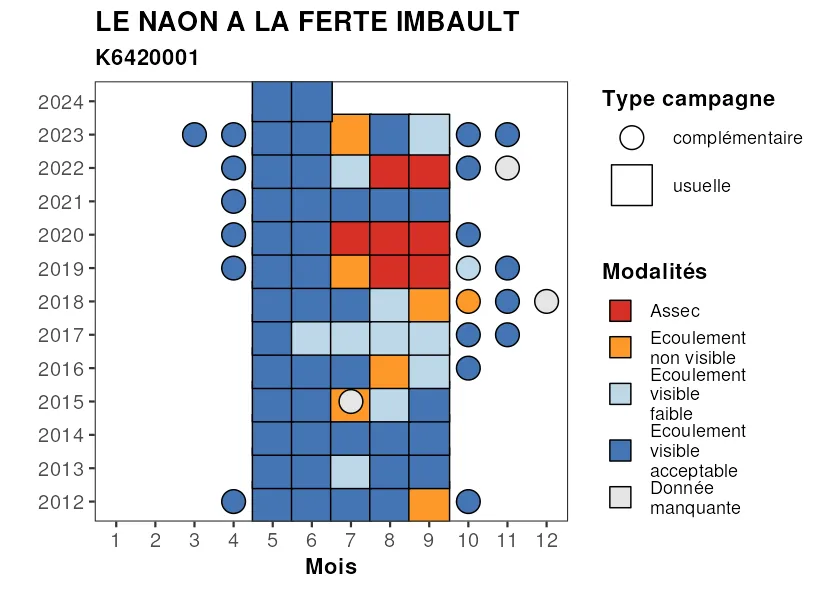 LE NAON A LA FERTE IMBAULT
K6420001
2024
2023
2022
2021
2020
2019
2018
2017
2016
2015
2014
2013
2012
1 2 3 4 5 6 7 8 9 10 11 12
Mois
Type campagne
complémentaire
usuelle
Modalités
Assec
Ecoulement
non visible
Ecoulement
visible
faible
Ecoulement
visible
acceptable
Donnée
manquante